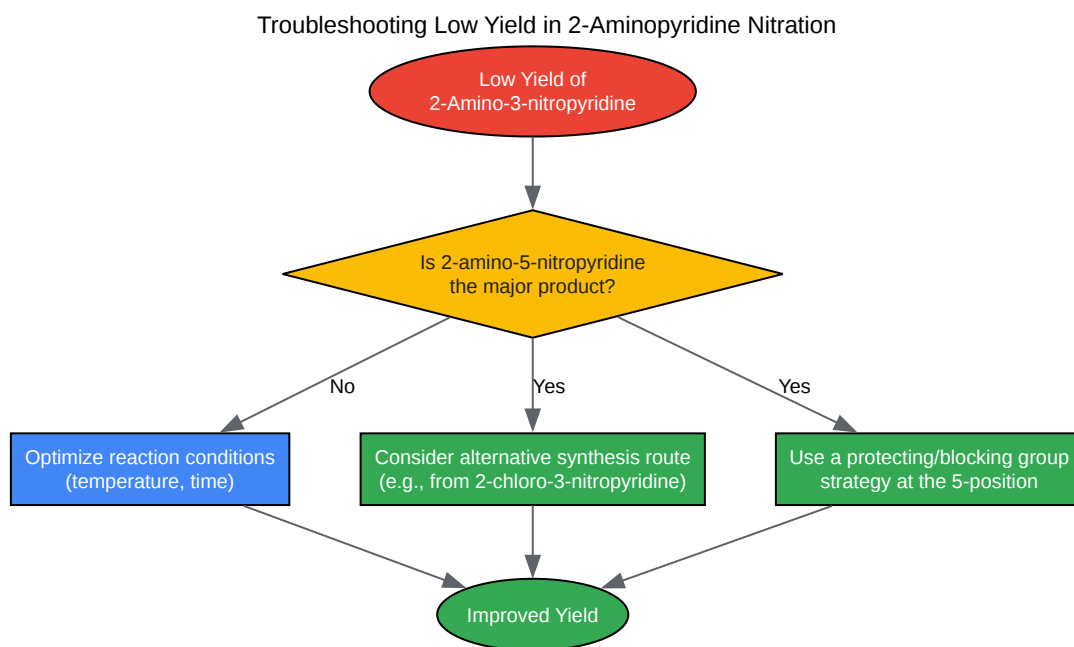 Troubleshooting Low Yield in 2-Aminopyridine Nitration
Low Yield of
2-Amino-3-nitropyridine
Is 2-amino-5-nitropyridine
the major product?
No
Yes
Yes
Optimize reaction conditions
(temperature, time)
Consider alternative synthesis route
(e.g., from 2-chloro-3-nitropyridine)
Use a protecting/blocking group
strategy at the 5-position
Improved Yield